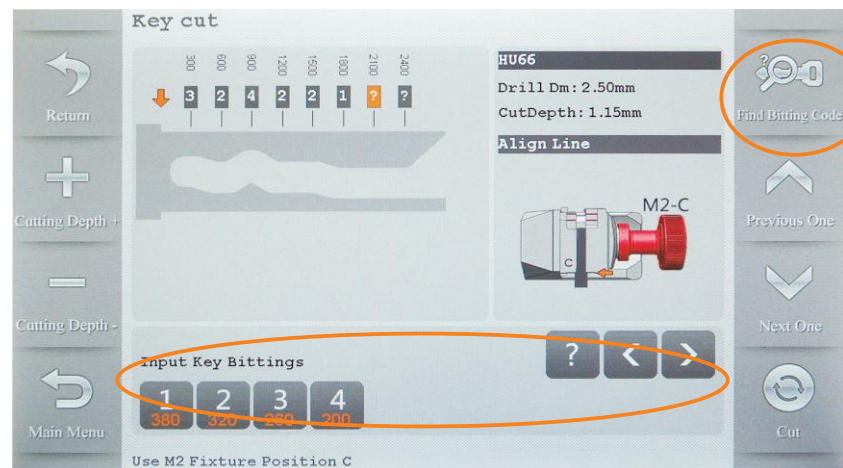 Key cut
300 600 900 1200 1500 1800 2100 2400
3 2 4 2 2 1 ? ?
HU66
Drill Dm: 2.50mm
CutDepth: 1.15mm
Align Line
M2-C
C
Return
Cutting Depth +
Cutting Depth -
Main Menu
Find Bitting Code
Previous One
Next One
Cut
Input Key Bittings
? < >
1 2 3 4
380 320 260 200
Use M2 Fixture Position C